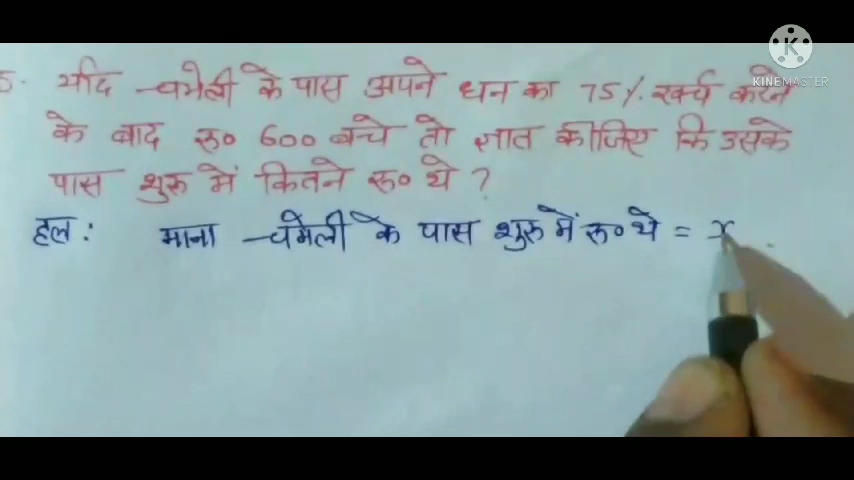 5. यदि चमेली के पास अपने धन का 75%. खर्च करने
के बाद रू० 600 बचे तो ज्ञात कीजिए कि उसके
पास शुरू में कितने रू० थे ?
हल : माना चमेली के पास शुरू में रू० थे = x
K
KINEMASTER